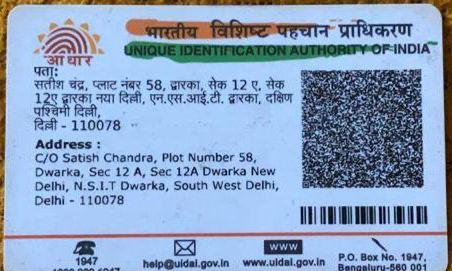 भारतीय विशिष्ट पहचान प्राधिकरण
UNIQUE IDENTIFICATION AUTHORITY OF INDIA
आधार
पता:
सतीश चंद्र, प्लाट नंबर 58, द्वारका, सेक 12 ए, सेक
12ए द्वारका नया दिल्ली, एन.एस.आई.टी. द्वारका, दक्षिण
पश्चिमी दिल्ली,
दिल्ली - 110078
Address :
C/O Satish Chandra, Plot Number 58,
Dwarka, Sec 12 A, Sec 12A Dwarka New
Delhi, N.S.I.T Dwarka, South West Delhi,
Delhi - 110078
1947
help@uidai.gov.in
www
www.uidai.gov.in
P.O. Box No. 1947,
Bengaluru-560 001